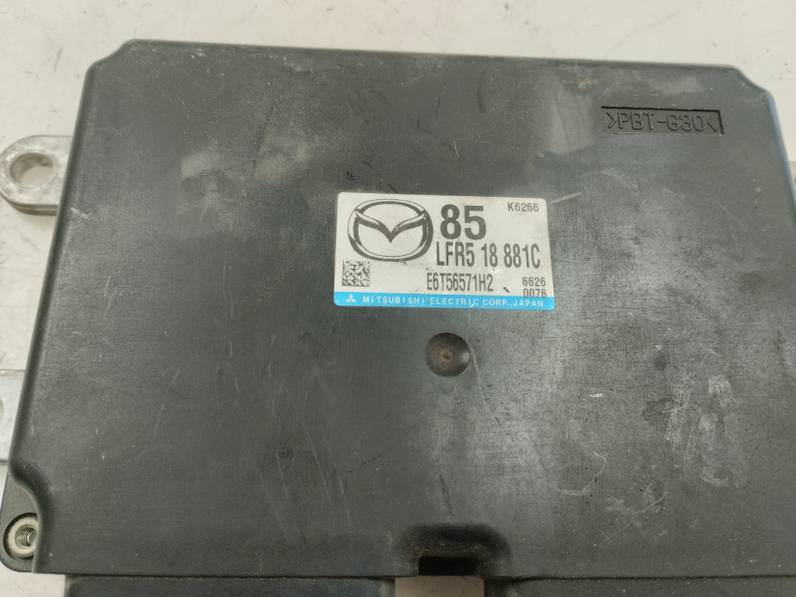 >PBT-G30<
85 K6266
LFR5 18 881C
E6T56571H2 6626
0076
MITSUBISHI ELECTRIC CORP., JAPAN